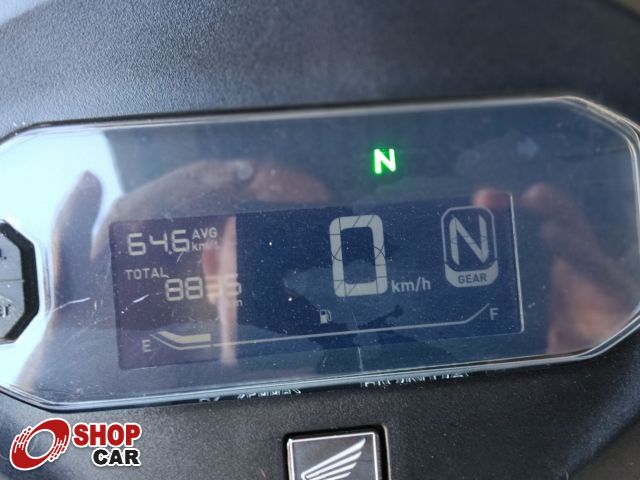 N
64.6 AVG
km/L
TOTAL
0 km/h
N
GEAR
E
F
SHOP
CAR